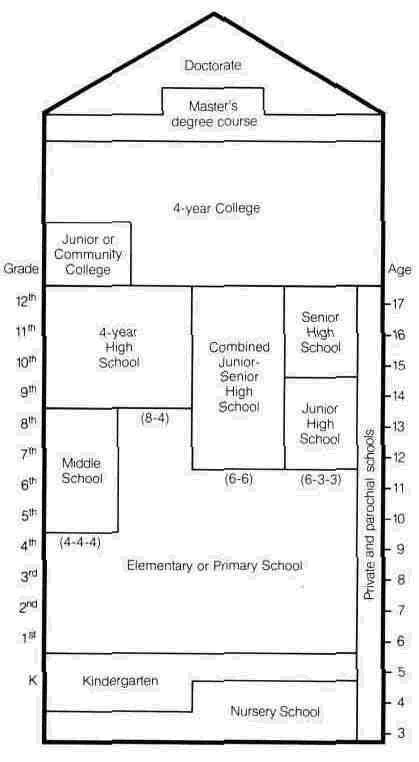 Doctorate
Master's
degree course
4-year College
Junior or
Community
College
Grade
Age
12th
11th
10th
9th
8th
7th
6th
5th
4th
3rd
2nd
1st
K
4-year
High
School
Combined
Junior-
Senior
High
School
Senior
High
School
Junior
High
School
(8-4)
Middle
School
(6-6)
(6-3-3)
(4-4-4)
Elementary or Primary School
Kindergarten
Nursery School
Private and parochial schools
17
16
15
14
13
12
11
10
9
8
7
6
5
4
3